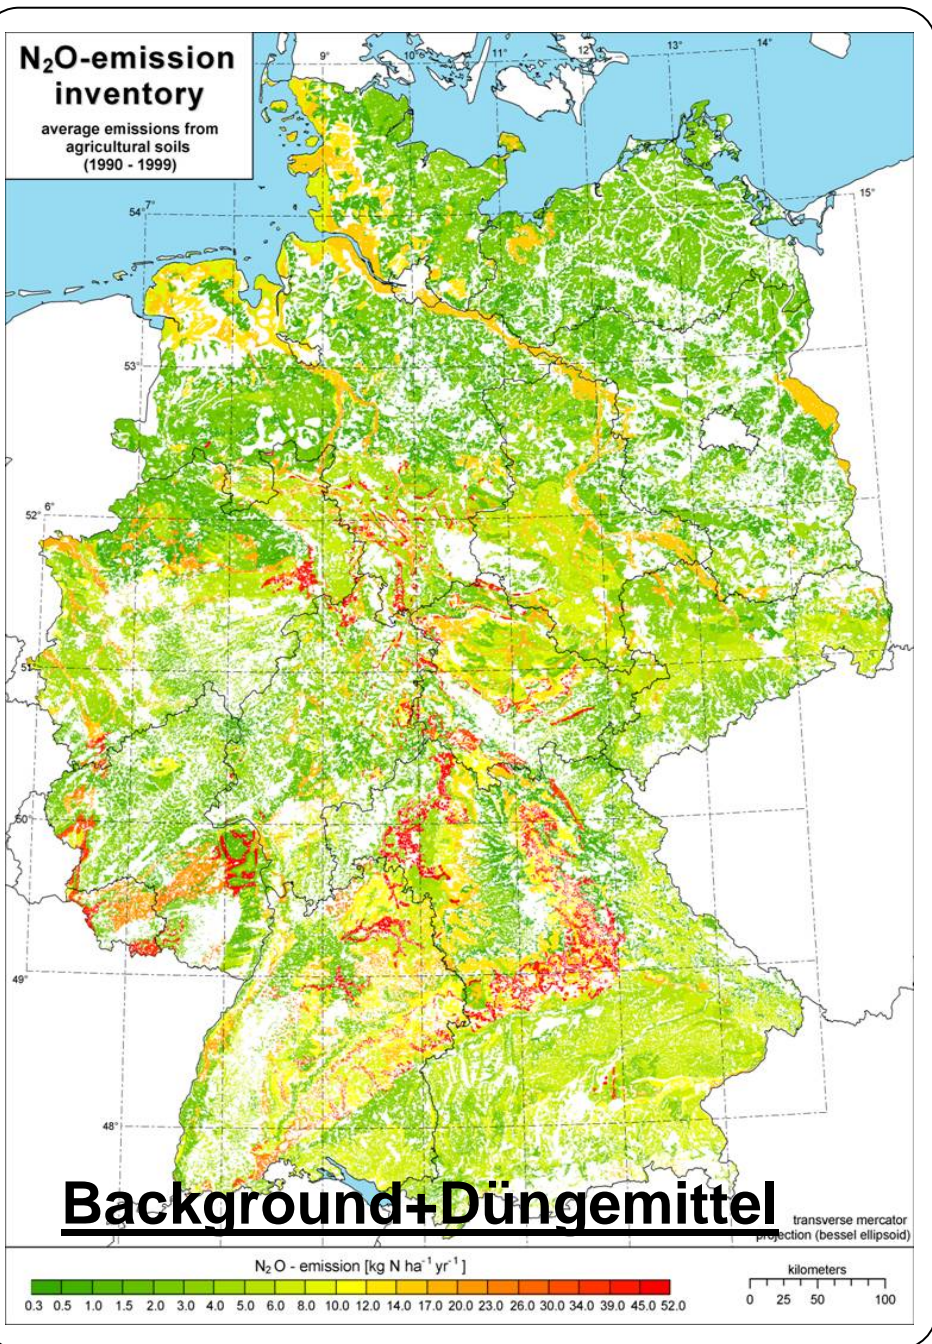 N₂O-emission
inventory
average emissions from
agricultural soils
(1990 - 1999)
9°
10°
11°
12°
13°
14°
15°
54°
7°
53°
52°
6°
51°
50°
49°
48°
48°
Background+Düngemittel
transverse mercator
projection (bessel ellipsoid)
N₂O - emission [kg N ha⁻¹ yr⁻¹]
0.3 0.5 1.0 1.5 2.0 3.0 4.0 5.0 6.0 8.0 10.0 12.0 14.0 17.0 20.0 23.0 26.0 30.0 34.0 39.0 45.0 52.0
kilometers
0 25 50 100